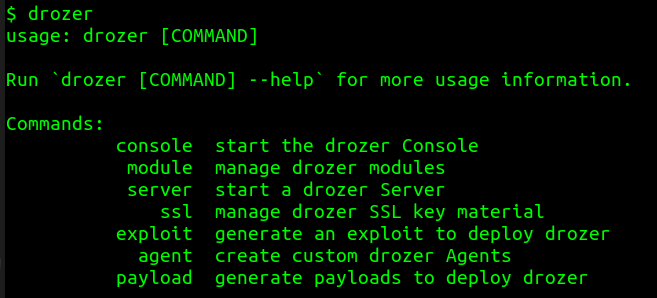 $ drozer
usage: drozer [COMMAND]
Run `drozer [COMMAND] --help` for more usage information.
Commands:
console  start the drozer Console
module  manage drozer modules
server  start a drozer Server
ssl  manage drozer SSL key material
exploit  generate an exploit to deploy drozer
agent  create custom drozer Agents
payload  generate payloads to deploy drozer